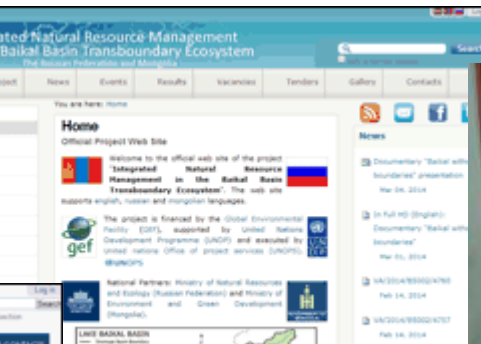 ated Natural Resource Management
Baikal Basin Transboundary Ecosystem
The Russian Federation and Mongolia
Search
ject News Events Results Vacancies Tenders Gallery Contacts
You are here: Home
Home
Official Project Web Site
Welcome to the official web site of the project
"Integrated Natural Resource
Management in the Baikal Basin
Transboundary Ecosystem". The web site
supports english, russian and mongolian languages.
The project is financed by the Global Environmental
Facility (GEF), supported by United Nations
Development Programme (UNDP) and executed by
United nations Office of project services (UNOPS).
gef
National Partners: Ministry of Natural Resources
and Ecology (Russian Federation) and Ministry of
Environment and Green Development
(Mongolia).
LAKE BAIKAL BASIN
News
Documentary "Baikal with
boundaries" presentation
Mar 04, 2014
In Full HD (English):
Documentary "Baikal with
boundaries"
Mar 01, 2014
Feb 14, 2014
Feb 14, 2014
Log in
Search